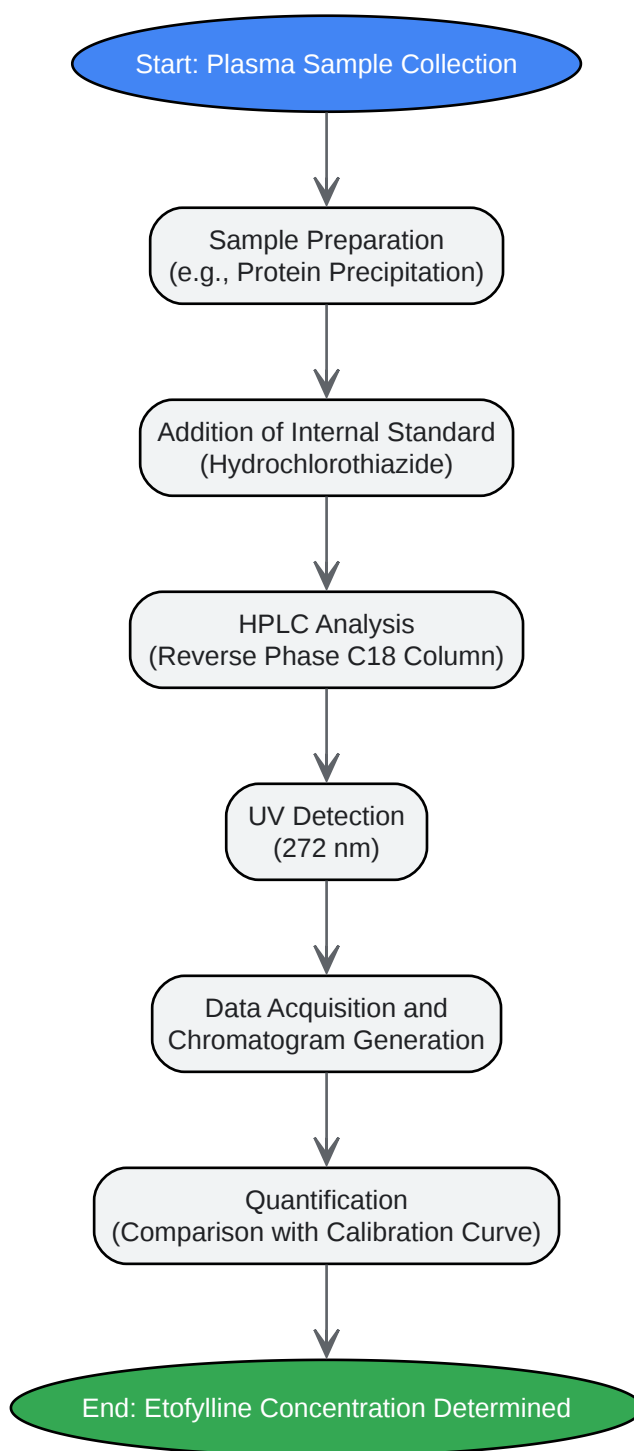 Start: Plasma Sample Collection
Sample Preparation
(e.g., Protein Precipitation)
Addition of Internal Standard
(Hydrochlorothiazide)
HPLC Analysis
(Reverse Phase C18 Column)
UV Detection
(272 nm)
Data Acquisition and
Chromatogram Generation
Quantification
(Comparison with Calibration Curve)
End: Etofylline Concentration Determined